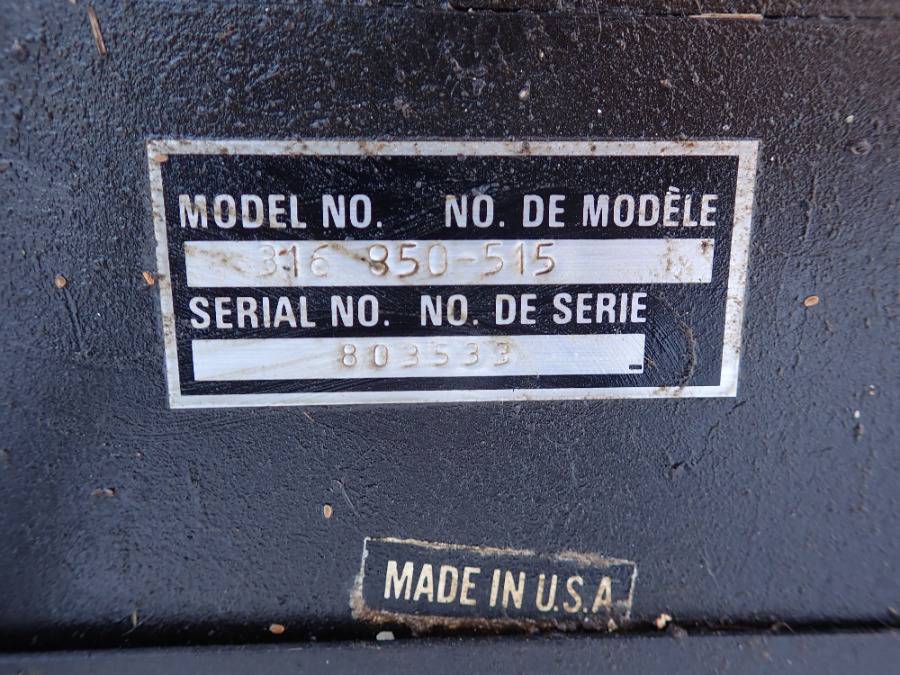 MODEL NO. NO. DE MODÈLE
316 850-515
SERIAL NO. NO. DE SERIE
803533
MADE IN U.S.A.